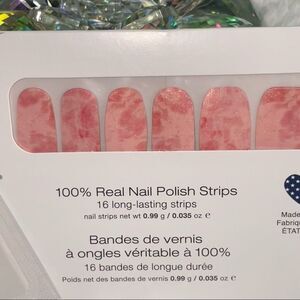 100% Real Nail Polish Strips
16 long-lasting strips
nail strips net wt 0.99 g / 0.035 oz e
Made
Fabriqu
ÉTAT
Bandes de vernis
à ongles véritable à 100%
16 bandes de longue durée
Poids net des bandes de vernis 0.99 g / 0.035 oz e